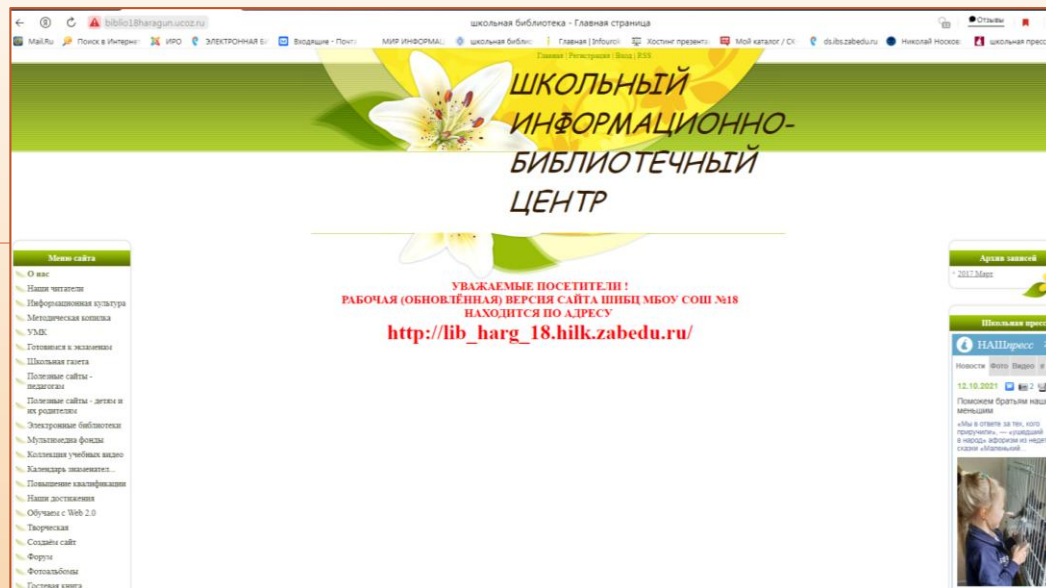 biblio18haragun.ucoz.ru
школьная библиотека - Главная страница
Отзывы
Mail.Ru
Поиск в Интернет
ИРО
ЭЛЕКТРОННАЯ
Входящие - Почта
МИР ИНФОРМАЦ
школьная библис
Главная | Infourok
Хостинг презента
Мой каталог / СК
ds.ibs.zabedu.ru
Николай Носков
школьная пресс
Главная | Регистрация | Вход | RSS
ШКОЛЬНЫЙ
ИНФОРМАЦИОННО-
БИБЛИОТЕЧНЫЙ
ЦЕНТР
Меню сайта
О нас
Наши читатели
Информационная культура
Методическая копилка
УМК
Готовимся к экзаменам
Школьная газета
Полезные сайты -
педагогам
Полезные сайты - детям и
их родителям
Электронные библиотеки
Мультимедиа фонды
Коллекция учебных видео
Календарь знаменател...
Повышение квалификации
Наши достижения
Обучаем с Web 2.0
Творческая
Создаём сайт
Форум
Фотоальбомы
Гостевая книга
УВАЖАЕМЫЕ ПОСЕТИТЕЛИ !
РАБОЧАЯ (ОБНОВЛЁННАЯ) ВЕРСИЯ САЙТА ШИБЦ МБОУ СОШ №18
НАХОДИТСЯ ПО АДРЕСУ
http://lib_harg_18.hilk.zabedu.ru/
Архив записей
2017 Март
Школьная пресс
НАШпресс
Новости Фото Видео
12.10.2021 2
Поможем братьям наши
меньшим
«Мы в ответе за тех, кого
приручили», — «ушедший
в народ» афоризм из недет
сказки «Маленький...